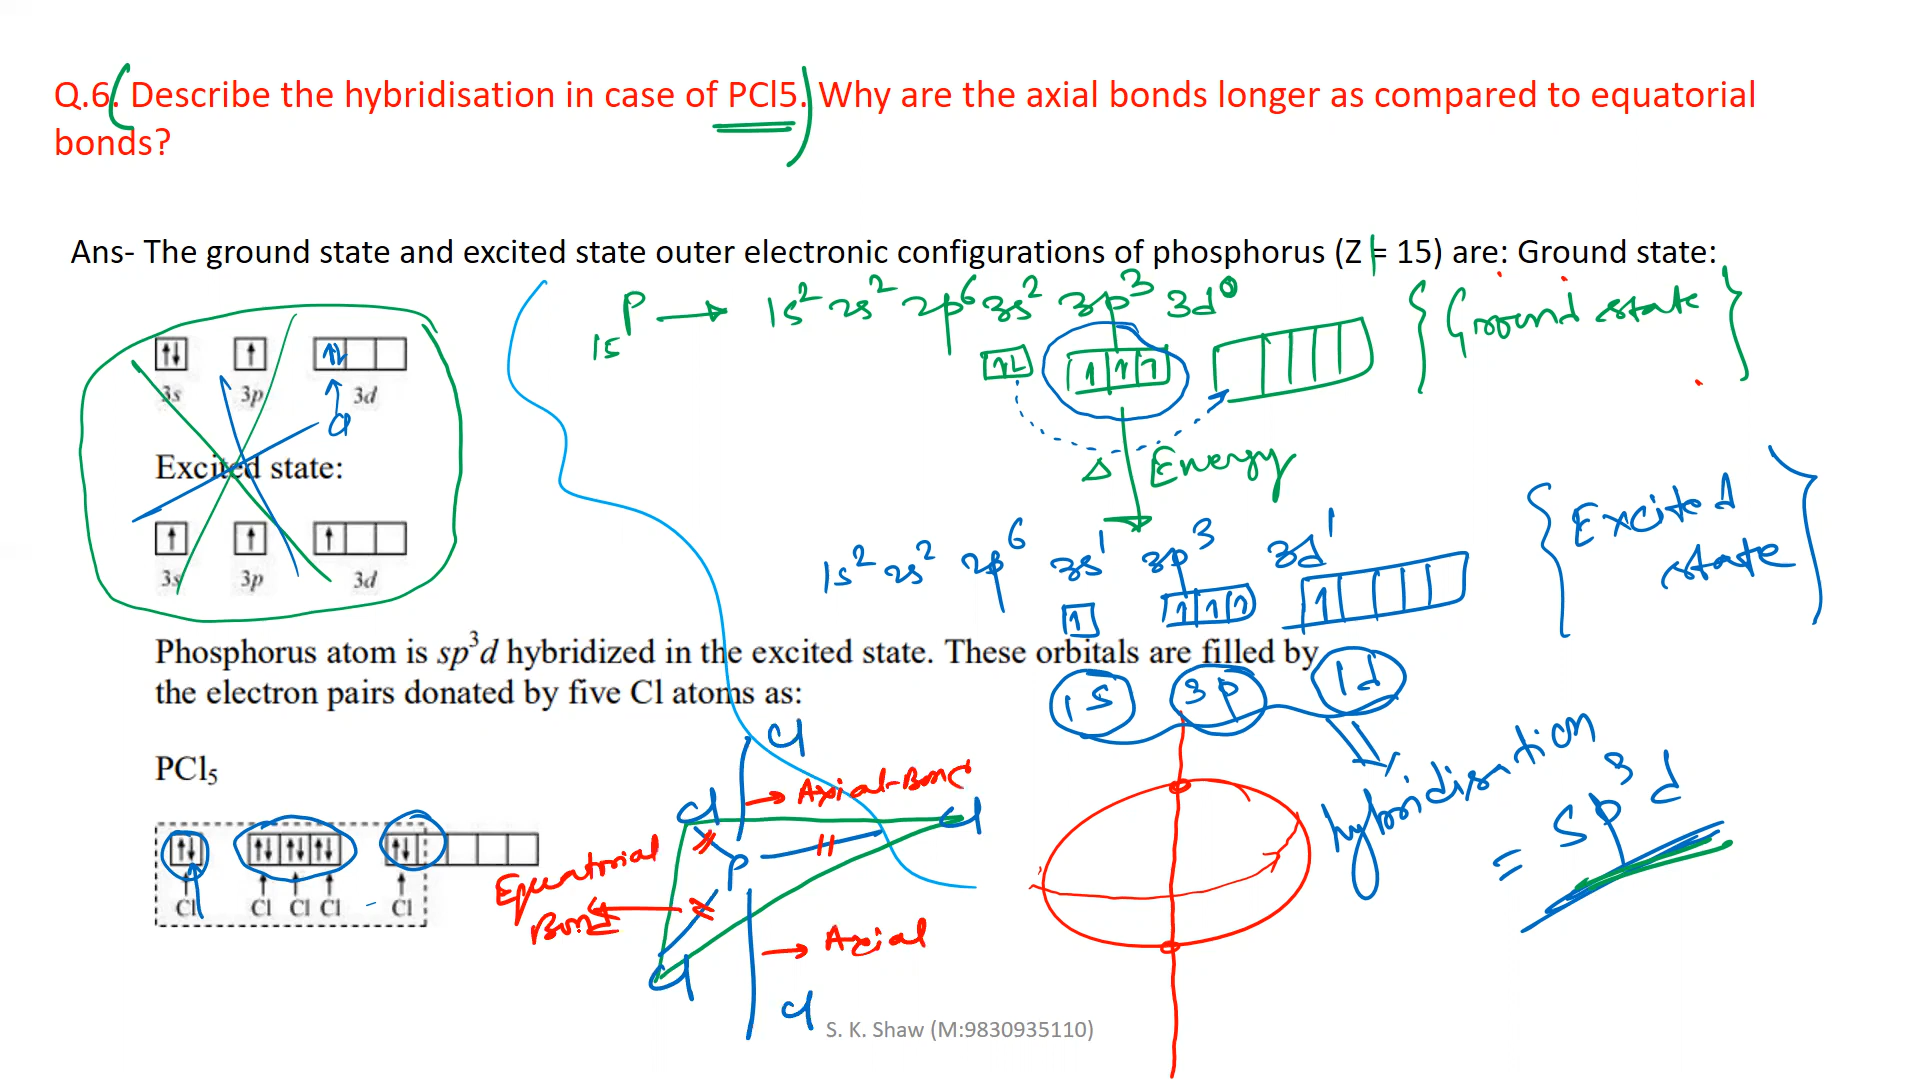 Q.6. Describe the hybridisation in case of PCl5. Why are the axial bonds longer as compared to equatorial
bonds?
Ans- The ground state and excited state outer electronic configurations of phosphorus (Z = 15) are: Ground state:
15P → 1s² 2s² 2p⁶ 3s² 3p³ 3d⁰
{Ground state}
↑↓ ↑ ↑↓
3s 3p 3d
Cl
↑↓ ↑ ↑ ↑
Δ Energy
Excited state:
1s² 2s² 2p⁶ 3s¹ 3p³ 3d¹
{Excited
state}
↑ ↑ ↑
3s 3p 3d
↑ ↑ ↑ ↑ ↑
Phosphorus atom is sp³d hybridized in the excited state. These orbitals are filled by
the electron pairs donated by five Cl atoms as:
1s 3p 1d
hybridisation
= sp³d
PCl₅
↑↓ ↑↓ ↑↓ ↑↓ ↑↓
↑ ↑ ↑ ↑ ↑
Cl Cl Cl Cl Cl
Cl
→ Axial-Bond
Cl Cl
P
Equatorial
Bond
→ Axial
Cl
Cl
S. K. Shaw (M:9830935110)